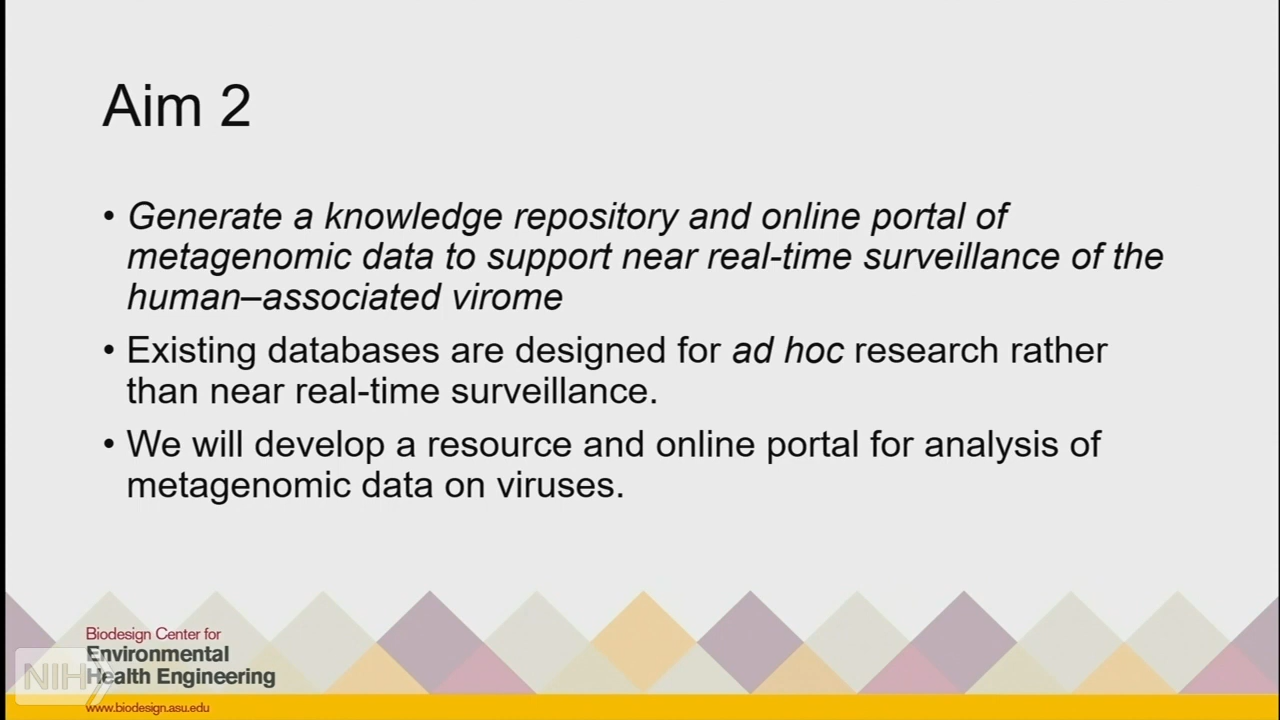 Aim 2
• Generate a knowledge repository and online portal of
metagenomic data to support near real-time surveillance of the
human–associated virome
• Existing databases are designed for ad hoc research rather
than near real-time surveillance.
• We will develop a resource and online portal for analysis of
metagenomic data on viruses.
Biodesign Center for
Environmental
Health Engineering
NIH
www.biodesign.asu.edu